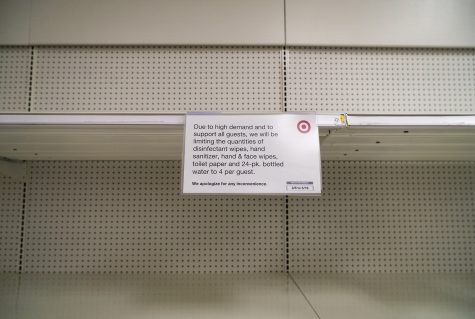 Due to high demand and to
support all guests, we will be
limiting the quantities of
disinfectant wipes, hand
sanitizer, hand & face wipes,
toilet paper and 24-pk. bottled
water to 4 per guest.
We apologize for any inconvenience.